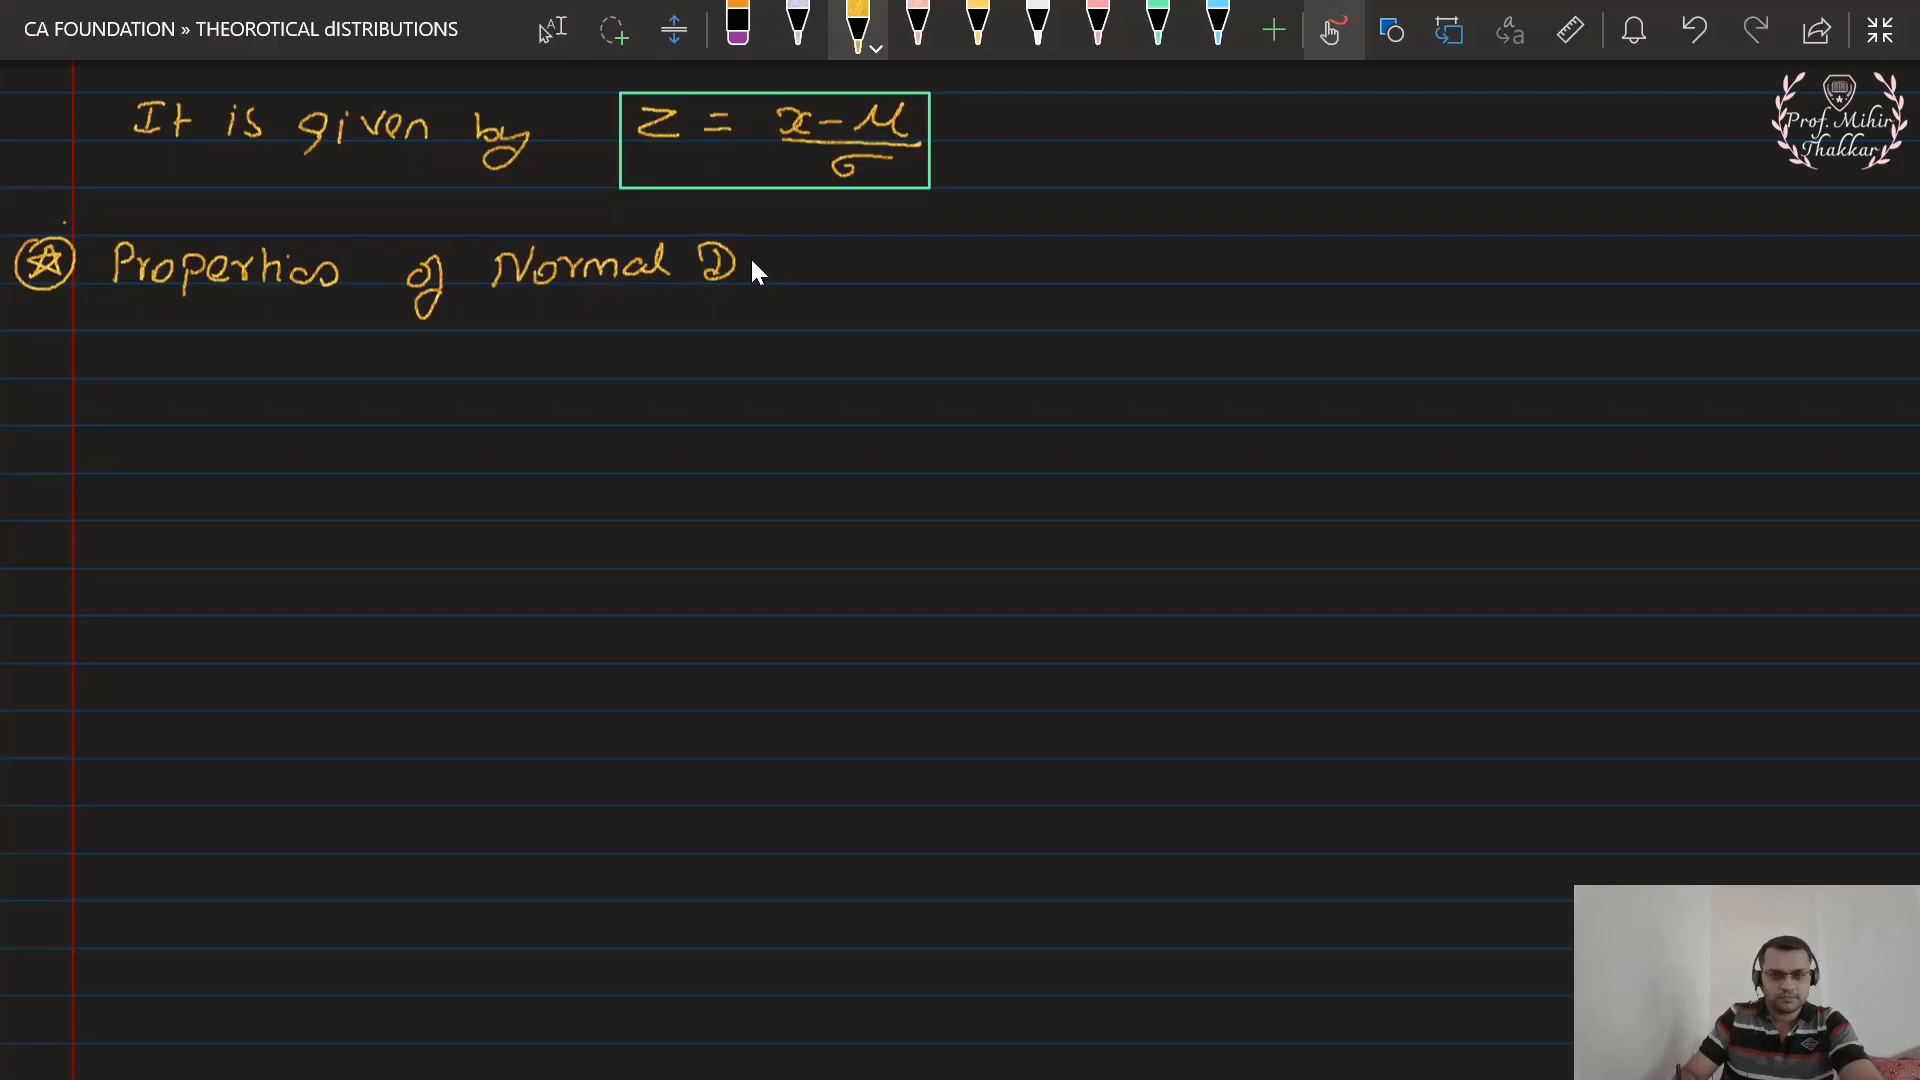 CA FOUNDATION » THEOROTICAL dISTRIBUTIONS
It is given by Z = x-μ
σ
Properties of Normal D
Prof. Mihir
Thakkar